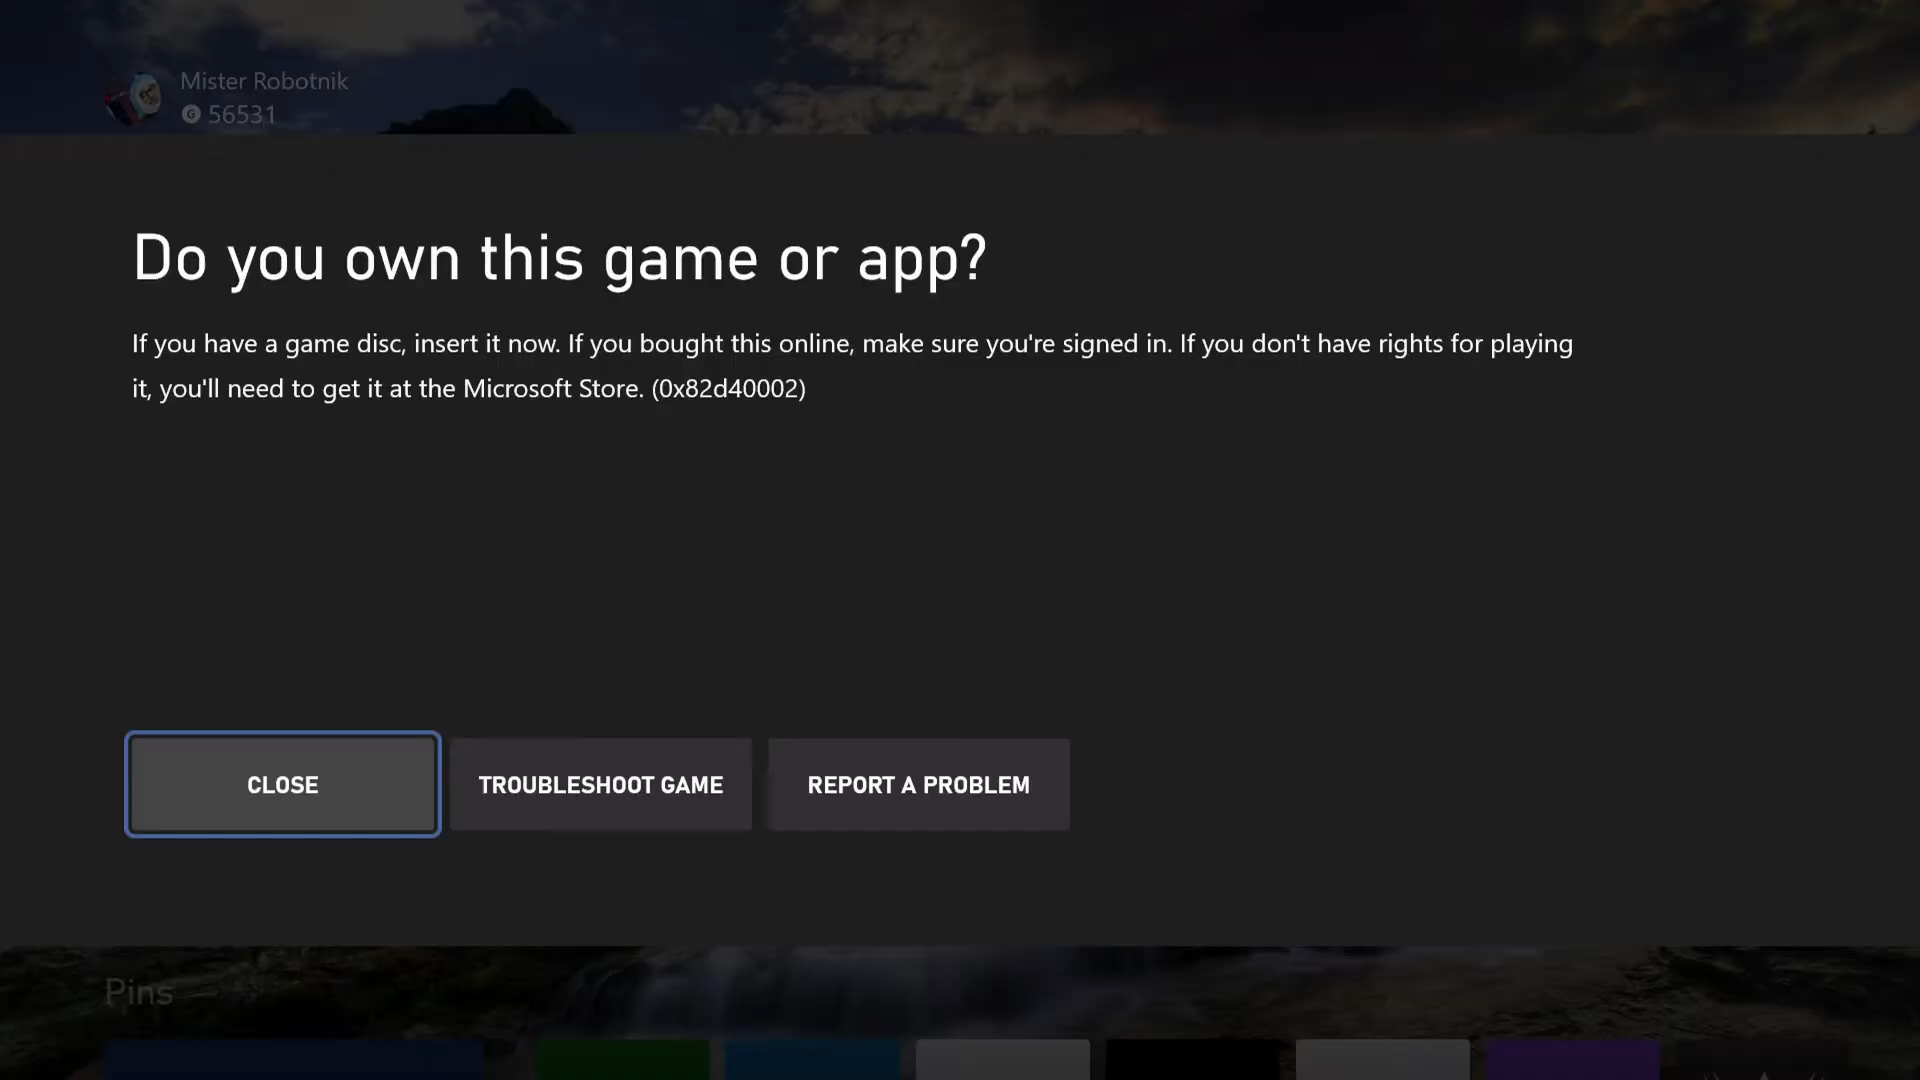 Mister Robotnik
G 56531
Do you own this game or app?
If you have a game disc, insert it now. If you bought this online, make sure you're signed in. If you don't have rights for playing
it, you'll need to get it at the Microsoft Store. (0x82d40002)
CLOSE
TROUBLESHOOT GAME
REPORT A PROBLEM
Pins